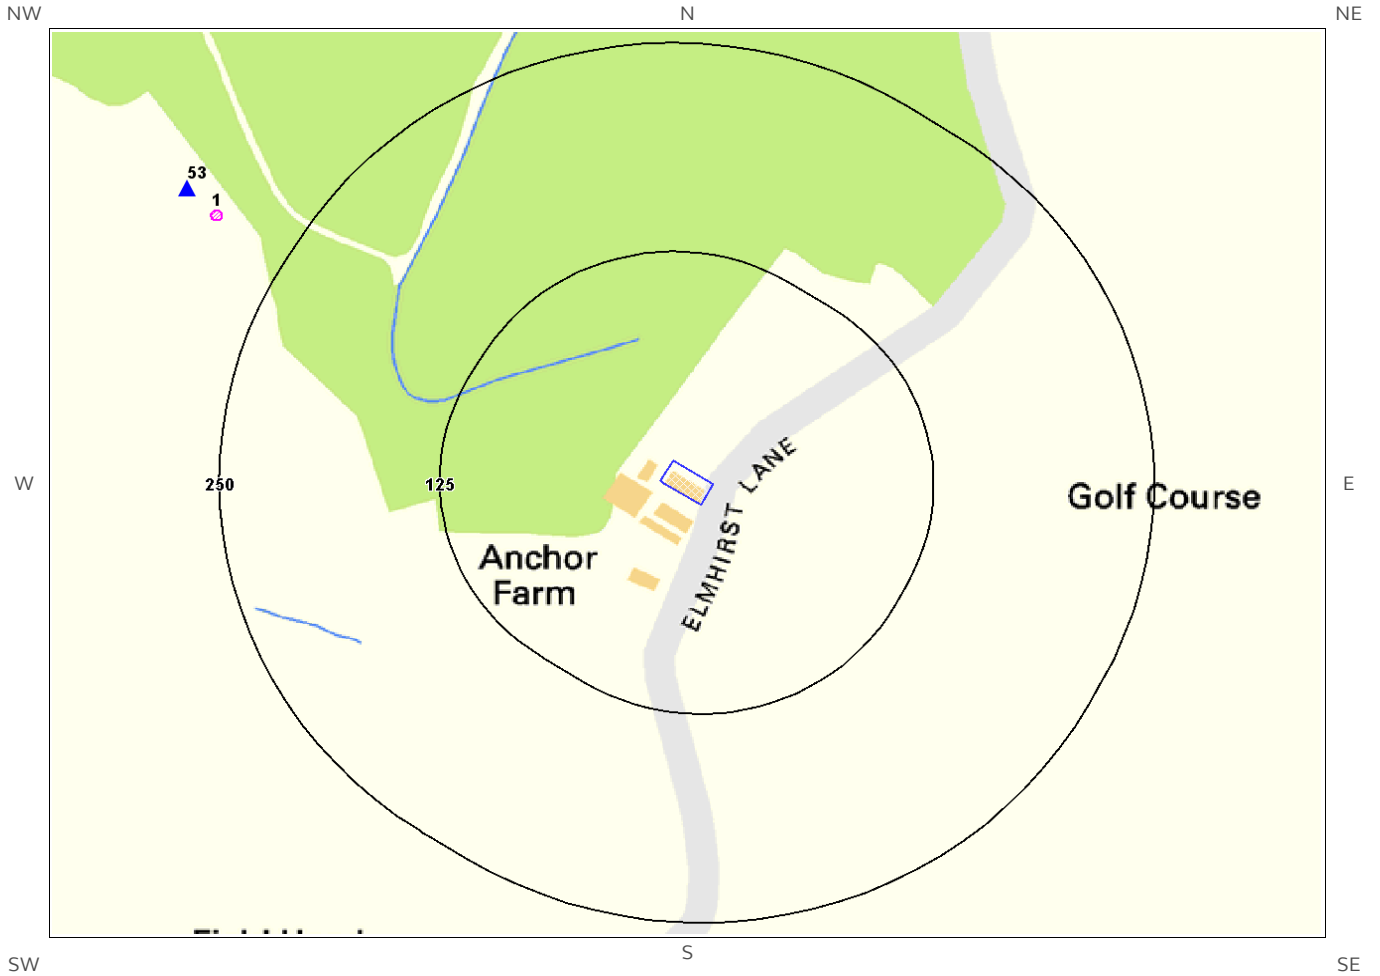 NW N NE
53
1
LANE
W 250 125 E
Golf Course
ELMHIRST
Anchor
Farm
S
SW SE